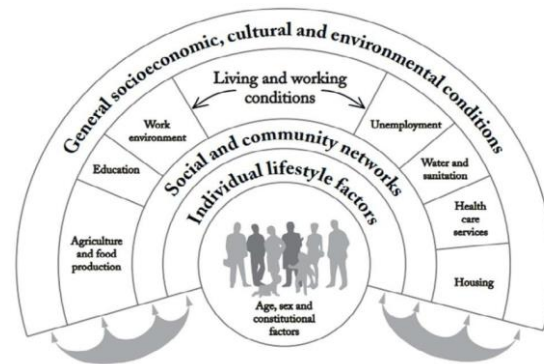 General socioeconomic, cultural and environmental conditions
Living and working
conditions
Work
environment
Unemployment
Education
Water and
sanitation
Agriculture
and food
production
Health
care
services
Housing
Social and community networks
Individual lifestyle factors
Age, sex and
constitutional
factors